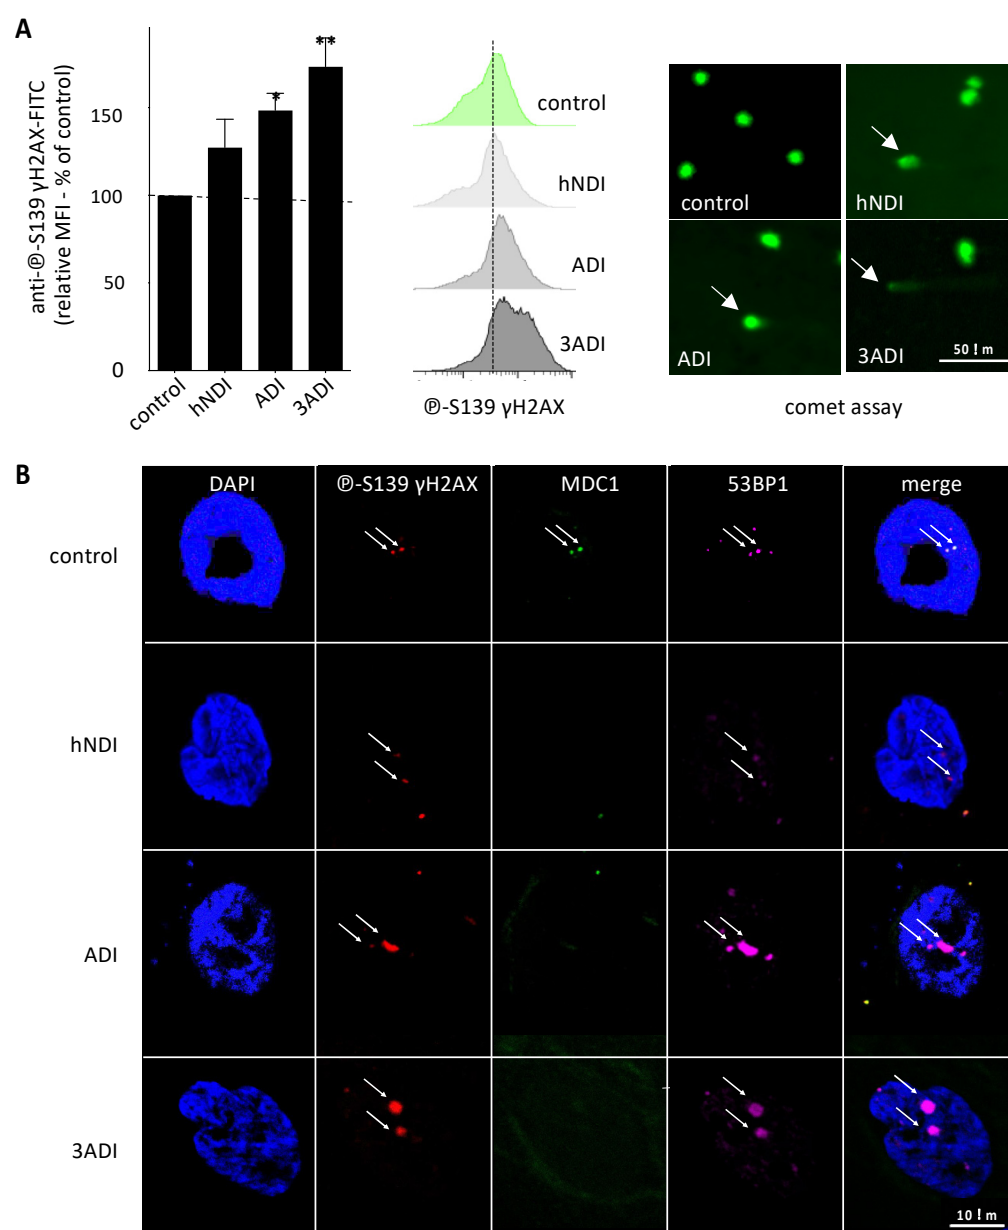 A
anti-℗-S139 γH2AX-FITC
(relative MFI - % of control)
150
100
50
0
*
**
control
hNDI
ADI
3ADI
control
hNDI
ADI
3ADI
℗-S139 γH2AX
control
hNDI
ADI
3ADI
50 ! m
comet assay
B
DAPI
℗-S139 γH2AX
MDC1
53BP1
merge
control
hNDI
ADI
3ADI
10 ! m